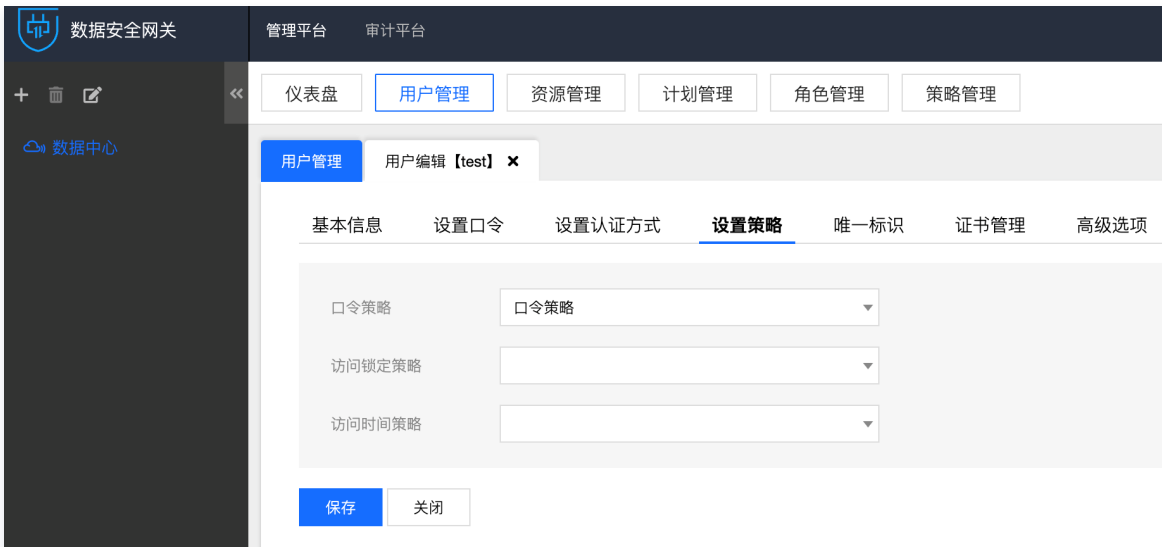 数据安全网关 管理平台 审计平台
仪表盘 用户管理 资源管理 计划管理 角色管理 策略管理
数据中心
用户管理 用户编辑【test】
基本信息 设置口令 设置认证方式 设置策略 唯一标识 证书管理 高级选项
口令策略 口令策略
访问锁定策略
访问时间策略
保存 关闭